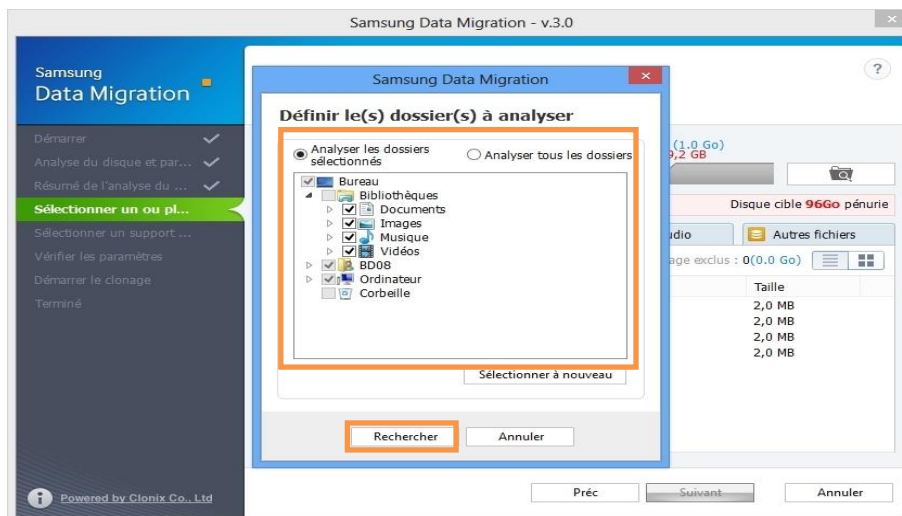 Samsung Data Migration - v.3.0
Samsung
Data Migration
Démarrer
Analyse du disque et par...
Résumé de l'analyse du ...
Sélectionner un ou pl...
Sélectionner un support ...
Vérifier les paramètres
Démarrer le clonage
Terminé
Powered by Clonix Co., Ltd
Samsung Data Migration
Définir le(s) dossier(s) à analyser
Analyser les dossiers
sélectionnés
Analyser tous les dossiers
Bureau
Bibliothèques
Documents
Images
Musique
Vidéos
BD08
Ordinateur
Corbeille
Sélectionner à nouveau
Rechercher
Annuler
?
(1.0 Go)
9,2 GB
Disque cible 96Go pénurie
udio
Autres fichiers
age exclus : 0(0.0 Go)
Taille
2,0 MB
2,0 MB
2,0 MB
2,0 MB
Préc
Suivant
Annuler